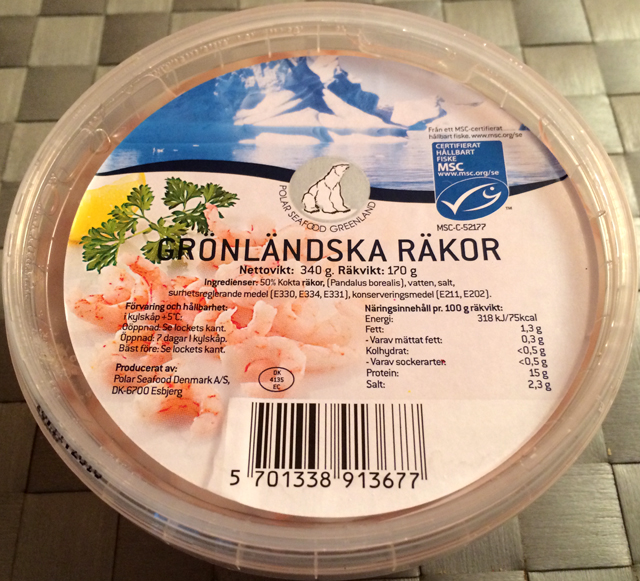 Från ett MSC-certifierat
hållbart fiske. www.msc.org/se
CERTIFIERAT
HÅLLBART
FISKE
MSC
www.msc.org/se
TM
MSC-C-52177
POLAR SEAFOOD GREENLAND
GRÖNLÄNDSKA RÄKOR
Nettovikt: 340 g. Räkvikt: 170 g
Ingredienser: 50% Kokta räkor, (Pandalus borealis), vatten, salt,
surhetsreglerande medel (E330, E334, E331), konserveringsmedel (E211, E202).
Förvaring och hållbarhet:
i kylskåp +5°C:
Oöppnad: Se lockets kant.
Öppnad: 7 dagar i kylskåp.
Bäst före: Se lockets kant.
Producerat av:
Polar Seafood Denmark A/S,
DK-6700 Esbjerg
DK
4135
EC
Näringsinnehåll pr. 100 g räkvikt:
Energi: 318 kJ/75kcal
Fett: 1,3 g
- Varav mättat fett: 0,3 g
Kolhydrat: <0,5 g
- Varav sockerarter: <0,5 g
Protein: 15 g
Salt: 2,3 g
5 701338 913677